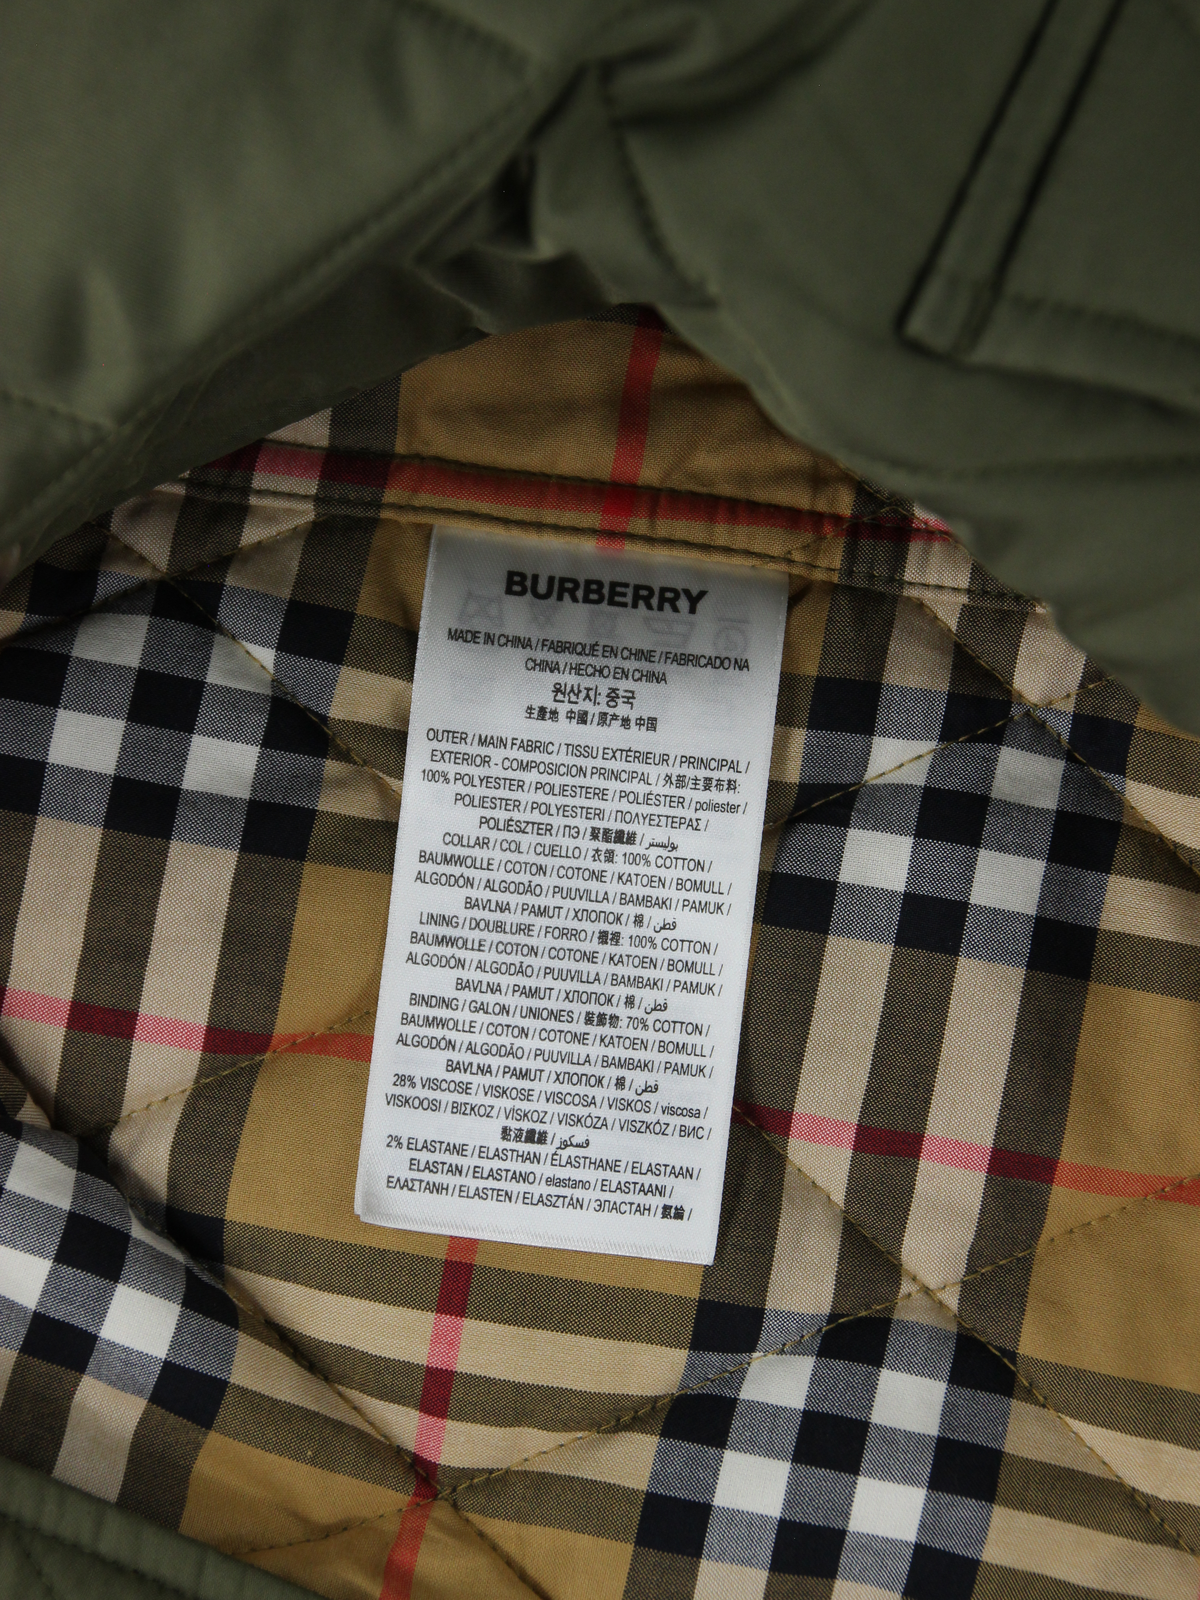 BURBERRY
MADE IN CHINA / FABRIQUÉ EN CHINE / FABRICADO NA
CHINA / HECHO EN CHINA
원산지: 중국
生產地 中國 / 原产地 中国
OUTER / MAIN FABRIC / TISSU EXTÉRIEUR / PRINCIPAL /
EXTERIOR - COMPOSICION PRINCIPAL / 外部/主要布料:
100% POLYESTER / POLIESTERE / POLIÉSTER / poliester /
POLIESTER / POLYESTERI / ΠΟΛΥΕΣΤΕΡΑΣ /
POLIÉSZTER / ПЭ / 聚酯纖維 / بوليستر
COLLAR / COL / CUELLO / 衣領: 100% COTTON /
BAUMWOLLE / COTON / COTONE / KATOEN / BOMULL /
ALGODÓN / ALGODÃO / PUUVILLA / BAMBAKI / PAMUK /
BAVLNA / PAMUT / ХЛОПОК / 棉 / قطن
LINING / DOUBLURE / FORRO / 襯裡: 100% COTTON /
BAUMWOLLE / COTON / COTONE / KATOEN / BOMULL /
ALGODÓN / ALGODÃO / PUUVILLA / BAMBAKI / PAMUK /
BAVLNA / PAMUT / ХЛОПОК / 棉 / قطن
BINDING / GALON / UNIONES / 裝飾物: 70% COTTON /
BAUMWOLLE / COTON / COTONE / KATOEN / BOMULL /
ALGODÓN / ALGODÃO / PUUVILLA / BAMBAKI / PAMUK /
BAVLNA / PAMUT / ХЛОПОК / 棉 / قطن
28% VISCOSE / VISKOSE / VISCOSA / VISKOS / viscosa /
VISKOOSI / ΒΙΣΚΟΖ / VÍSKOZ / VISKÓZA / VISZKÓZ / ВИС /
黏液纖維 / فسكوز
2% ELASTANE / ELASTHAN / ÉLASTHANE / ELASTAAN /
ELASTAN / ELASTANO / elastano / ELASTAANI /
ΕΛΑΣΤΑΝΗ / ELASTEN / ELASZTÁN / ЭЛАСТАН / 氨綸 /